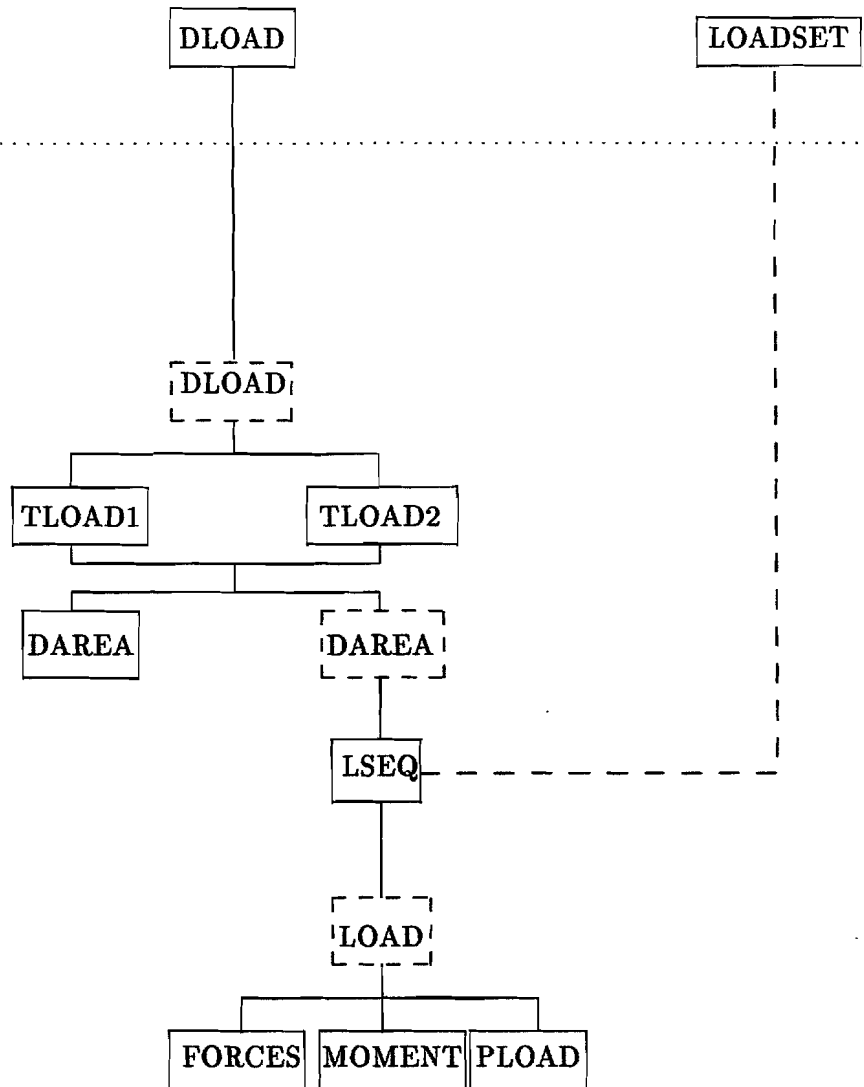 DLOAD
LOADSET
DLOAD
TLOAD1
TLOAD2
DAREA
DAREA
LSEQ
LOAD
FORCES
MOMENT
PLOAD